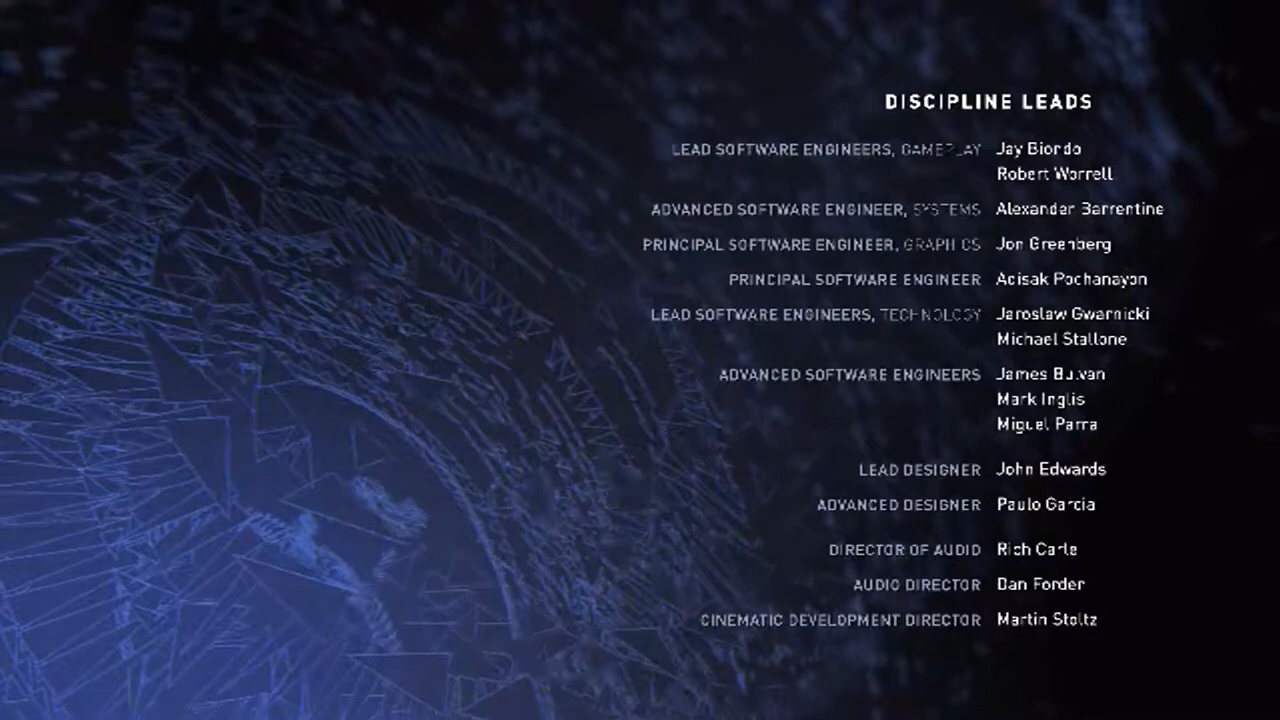 DISCIPLINE LEADS
LEAD SOFTWARE ENGINEERS, GAMEPLAY Jay Biondo
Robert Worrell
ADVANCED SOFTWARE ENGINEER, SYSTEMS Alexander Barrentine
PRINCIPAL SOFTWARE ENGINEER, GRAPHICS Jon Greenberg
PRINCIPAL SOFTWARE ENGINEER Adisak Pochanayon
LEAD SOFTWARE ENGINEERS, TECHNOLOGY Jaroslaw Gwarnicki
Michael Stallone
ADVANCED SOFTWARE ENGINEERS James Bulvan
Mark Inglis
Miguel Parra
LEAD DESIGNER John Edwards
ADVANCED DESIGNER Paulo Garcia
DIRECTOR OF AUDIO Rich Carle
AUDIO DIRECTOR Dan Forden
CINEMATIC DEVELOPMENT DIRECTOR Martin Stoltz